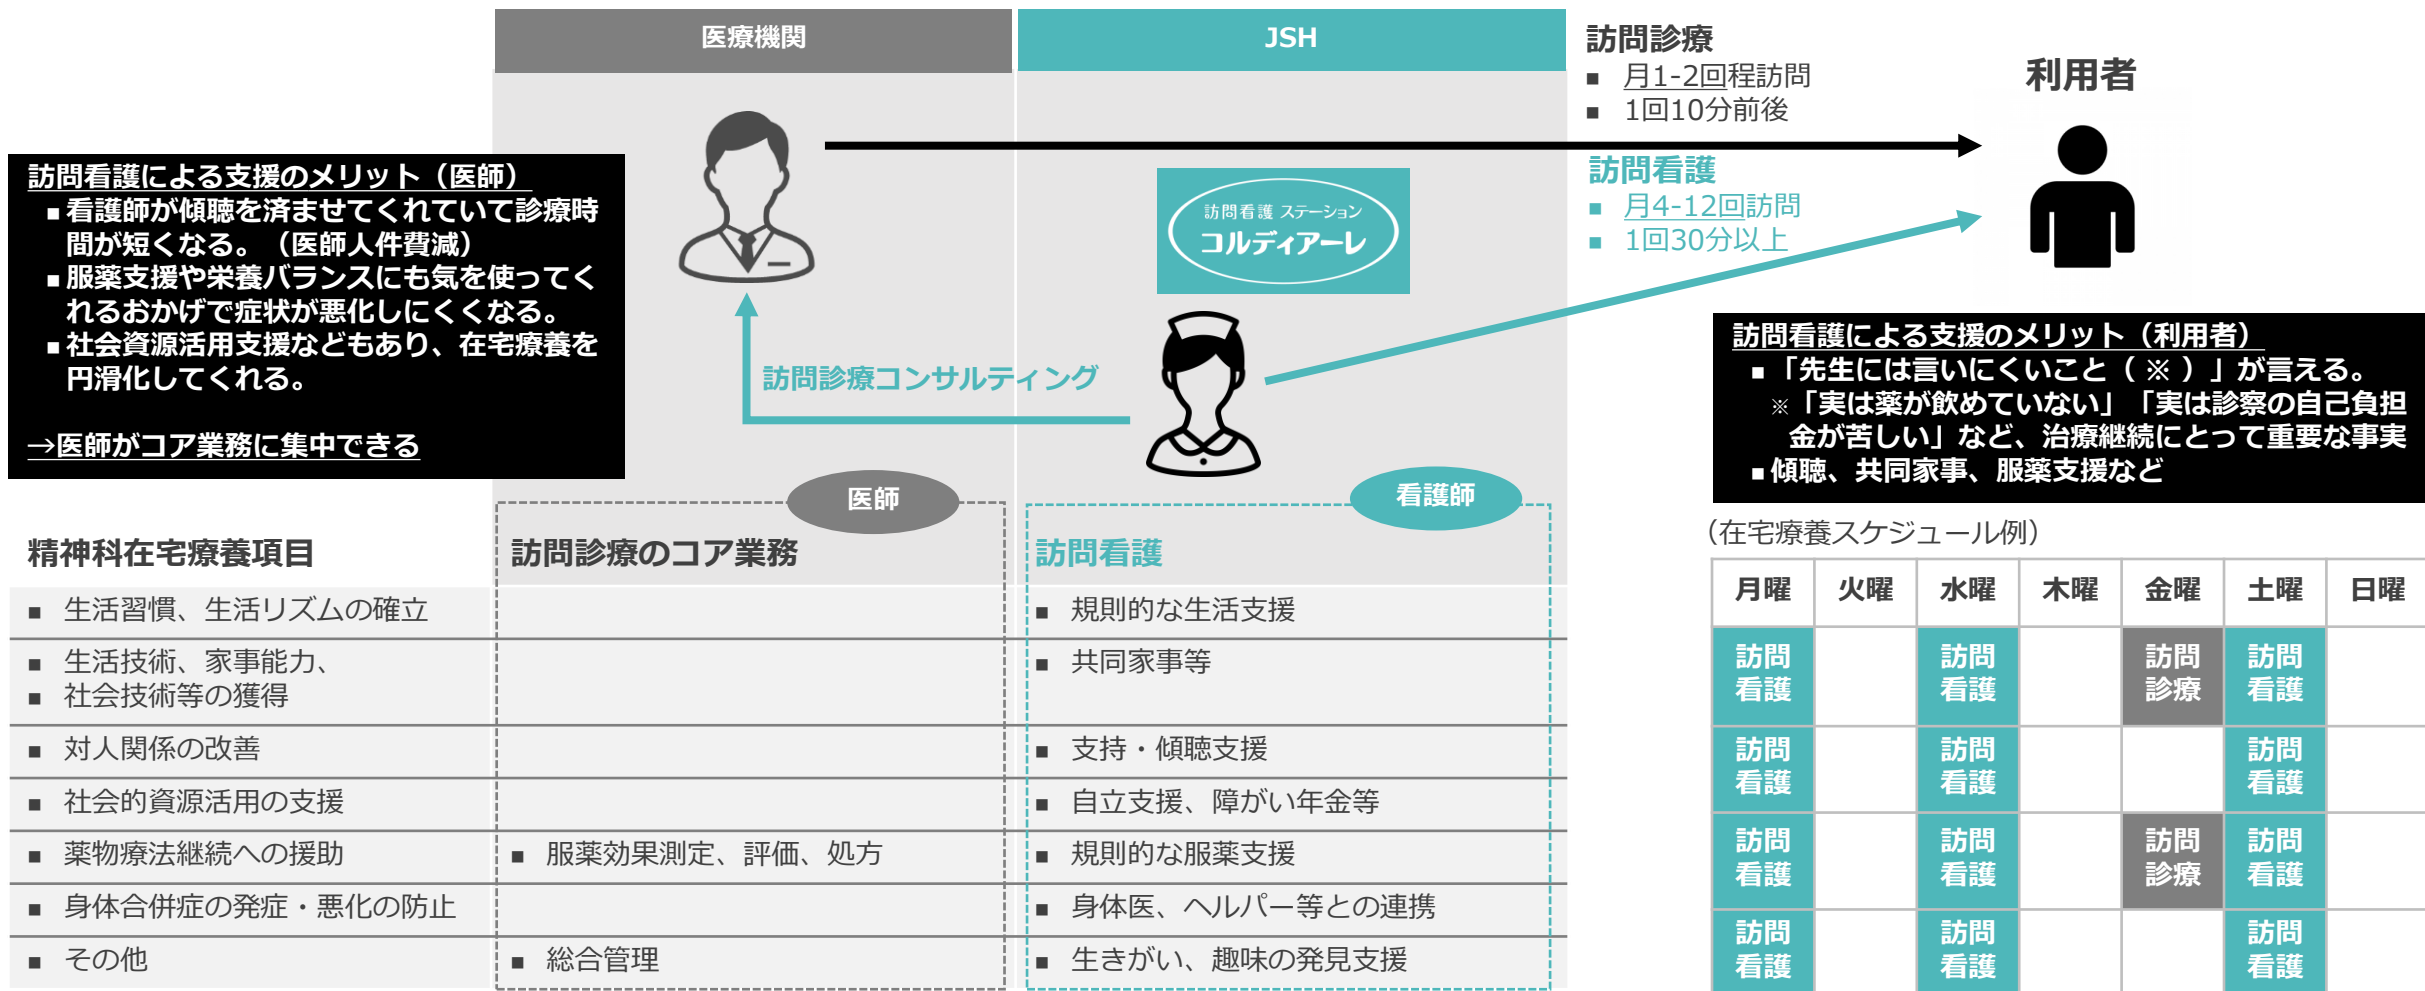 医療機関
JSH
訪問診療
■ 月1-2回程訪問
■ 1回10分前後
利用者
訪問看護
■ 月4-12回訪問
■ 1回30分以上
訪問看護による支援のメリット（医師）
■ 看護師が傾聴を済ませてくれていて診療時
間が短くなる。（医師人件費減）
■ 服薬支援や栄養バランスにも気を使ってく
れるおかげで症状が悪化しにくくなる。
■ 社会資源活用支援などもあり、在宅療養を
円滑化してくれる。
→医師がコア業務に集中できる
訪問看護 ステーション
コルディアーレ
訪問診療コンサルティング
訪問看護による支援のメリット（利用者）
■ 「先生には言いにくいこと（ ※ ）」が言える。
※「実は薬が飲めていない」「実は診察の自己負担
金が苦しい」など、治療継続にとって重要な事実
■ 傾聴、共同家事、服薬支援など
医師
看護師
精神科在宅療養項目
訪問診療のコア業務
訪問看護
■ 生活習慣、生活リズムの確立
■ 規則的な生活支援
■ 生活技術、家事能力、
■ 社会技術等の獲得
■ 共同家事等
■ 対人関係の改善
■ 支持・傾聴支援
■ 社会的資源活用の支援
■ 自立支援、障がい年金等
■ 薬物療法継続への援助
■ 服薬効果測定、評価、処方
■ 規則的な服薬支援
■ 身体合併症の発症・悪化の防止
■ 身体医、ヘルパー等との連携
■ その他
■ 総合管理
■ 生きがい、趣味の発見支援
（在宅療養スケジュール例）
月曜 火曜 水曜 木曜 金曜 土曜 日曜
訪問 訪問 訪問 訪問
看護 看護 診療 看護
訪問 訪問 訪問
看護 看護 看護
訪問 訪問 訪問 訪問
看護 看護 診療 看護
訪問 訪問 訪問
看護 看護 看護